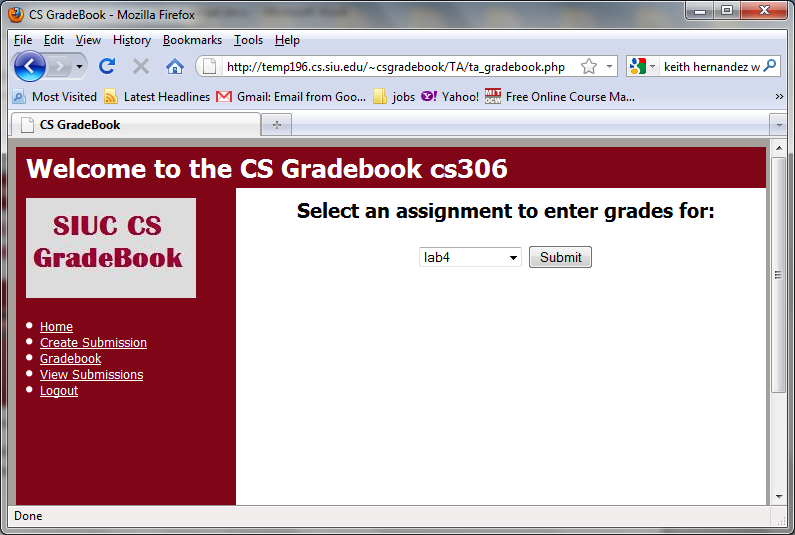 CS GradeBook - Mozilla Firefox
File Edit View History Bookmarks Tools Help
http://temp196.cs.siu.edu/~csgradebook/TA/ta_gradebook.php keith hernandez w
Most Visited Latest Headlines Gmail: Email from Goo... jobs Yahoo! MIT OCW Free Online Course Ma... »
CS GradeBook
Welcome to the CS Gradebook cs306
SIUC CS
GradeBook
Select an assignment to enter grades for:
lab4 Submit
Home
Create Submission
Gradebook
View Submissions
Logout
Done